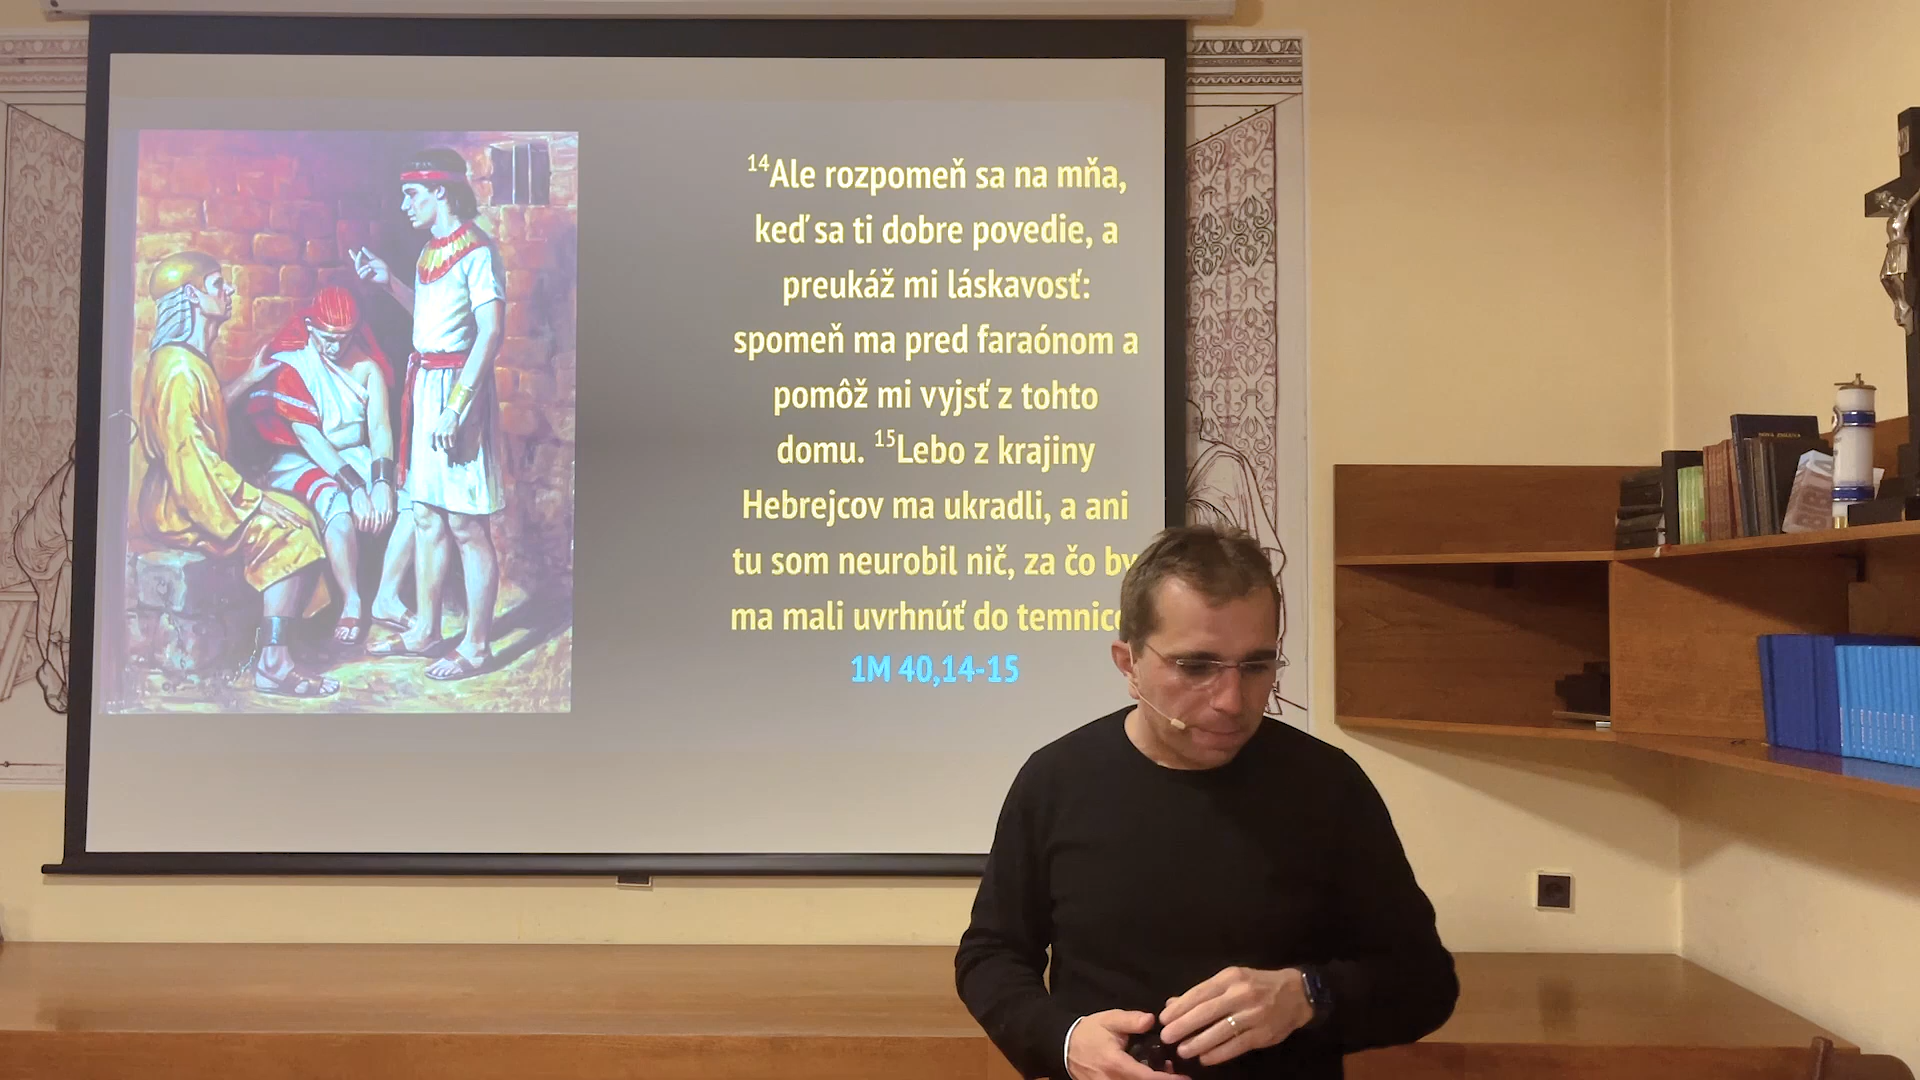 ¹⁴Ale rozpomeň sa na mňa,
keď sa ti dobre povedie, a
preukáž mi láskavosť:
spomeň ma pred faraónom a
pomôž mi vyjsť z tohto
domu. ¹⁵Lebo z krajiny
Hebrejcov ma ukradli, a ani
tu som neurobil nič, za čo by
ma mali uvrhnúť do
1M 40,14-15
BIBLIA